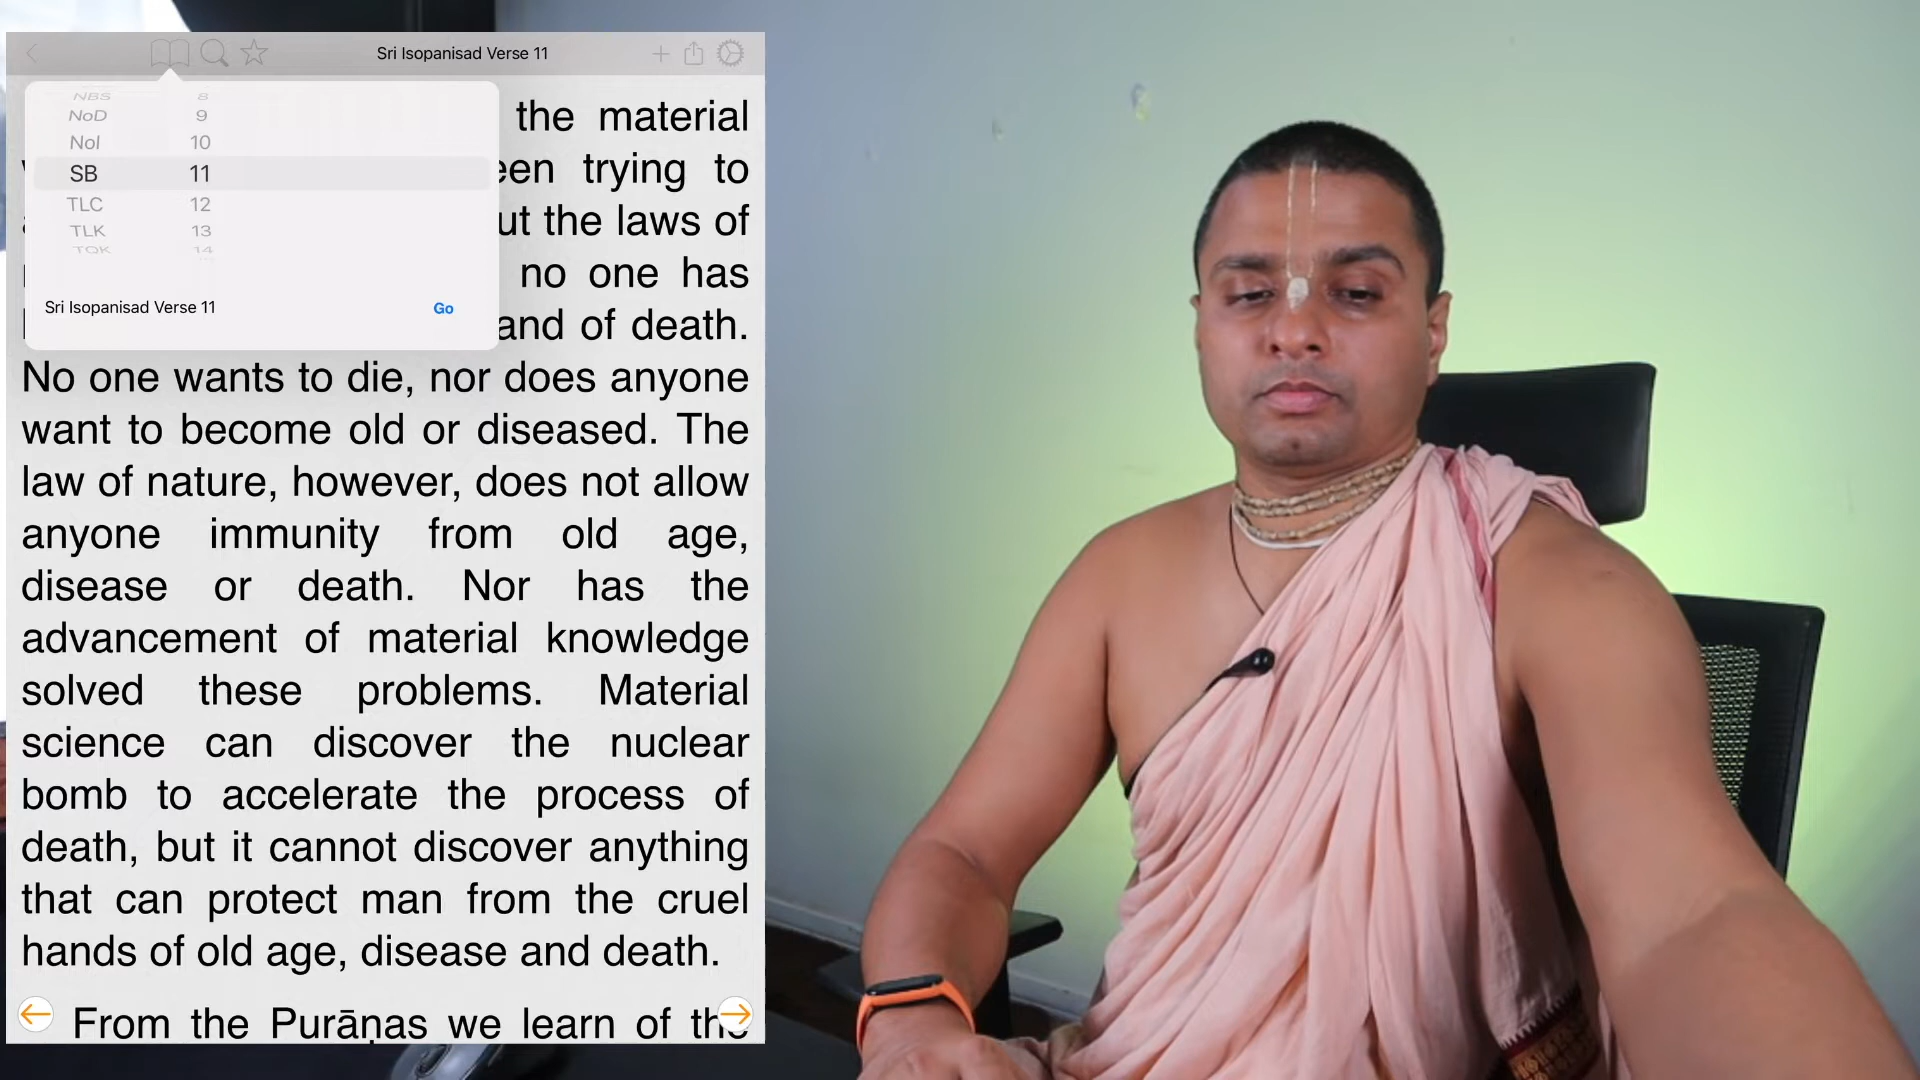 Sri Isopanisad Verse 11
NBS 8
NoD 9
NoI 10
SB 11
TLC 12
TLK 13
TQK 14
Sri Isopanisad Verse 11 Go
the material
een trying to
ut the laws of
no one has
and of death.
No one wants to die, nor does anyone
want to become old or diseased. The
law of nature, however, does not allow
anyone immunity from old age,
disease or death. Nor has the
advancement of material knowledge
solved these problems. Material
science can discover the nuclear
bomb to accelerate the process of
death, but it cannot discover anything
that can protect man from the cruel
hands of old age, disease and death.
From the Purāṇas we learn of the